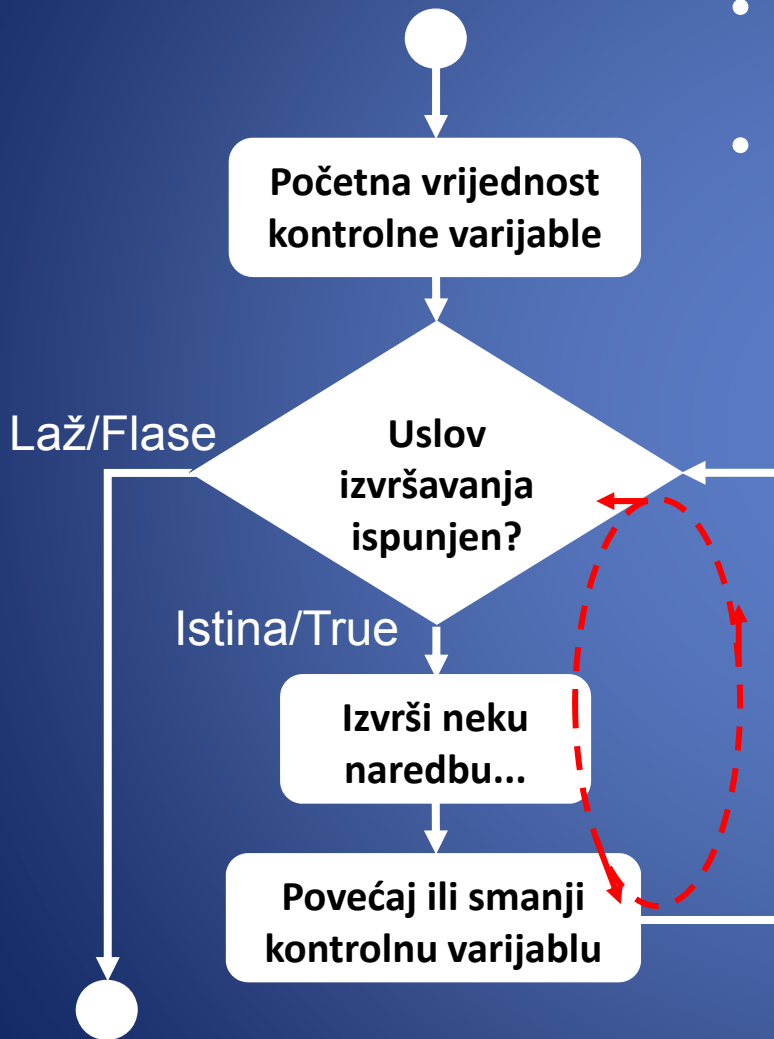 Početna vrijednost
kontrolne varijable
Laž/Flase
Uslov
izvršavanja
ispunjen?
Istina/True
Izvrši neku
naredbu...
Povećaj ili smanji
kontrolnu varijablu